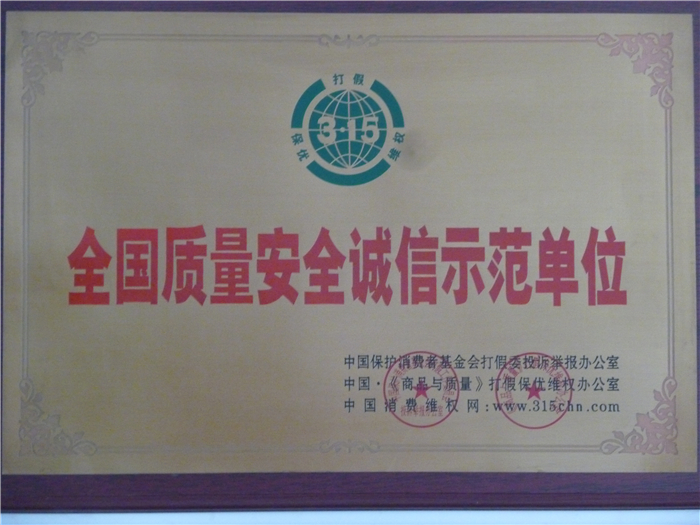 打假
保优
维权
3·15
全国质量安全诚信示范单位
中国保护消费者基金会打假委投诉举报办公室
中国·《商品与质量》打假保优维权办公室
中国消费维权网:www.315chn.org